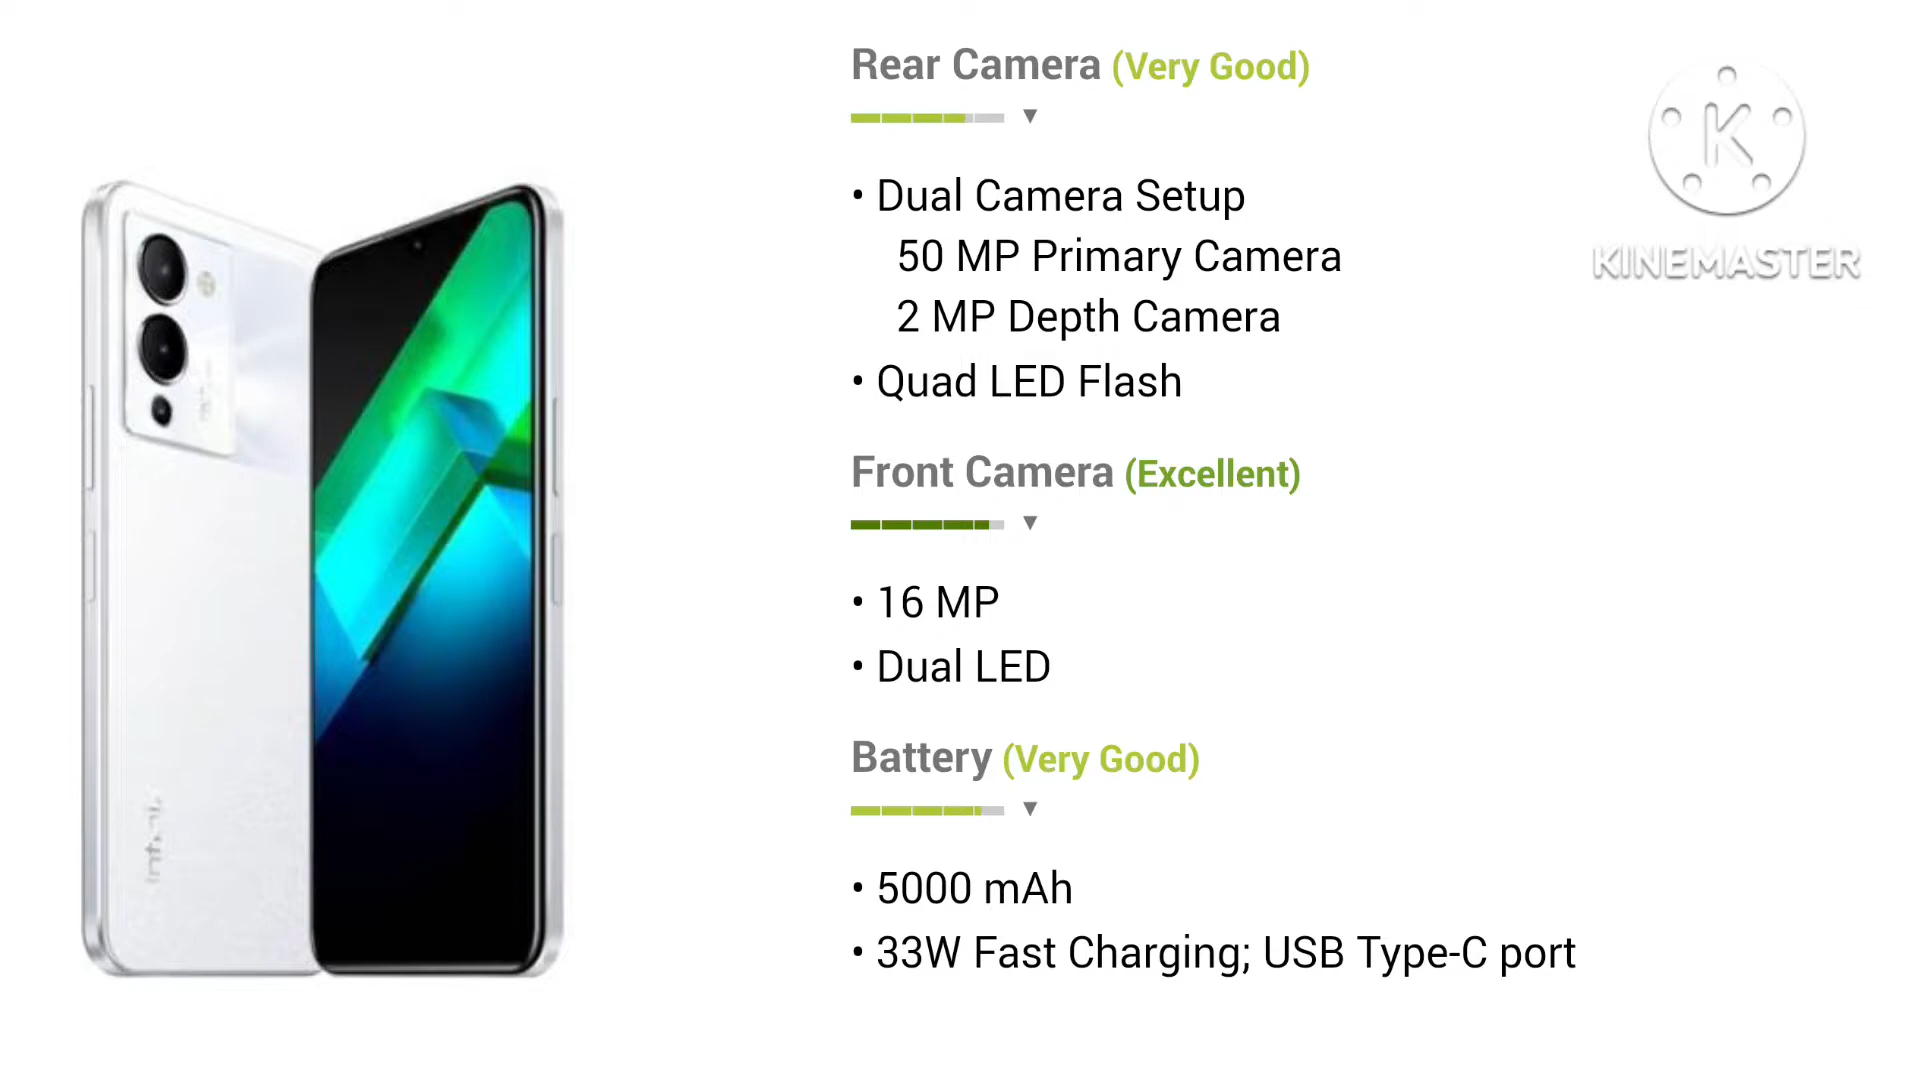 Rear Camera (Very Good)
• Dual Camera Setup
50 MP Primary Camera
2 MP Depth Camera
• Quad LED Flash
Front Camera (Excellent)
• 16 MP
• Dual LED
Battery (Very Good)
• 5000 mAh
• 33W Fast Charging; USB Type-C port
K
KINEMASTER
Infinix